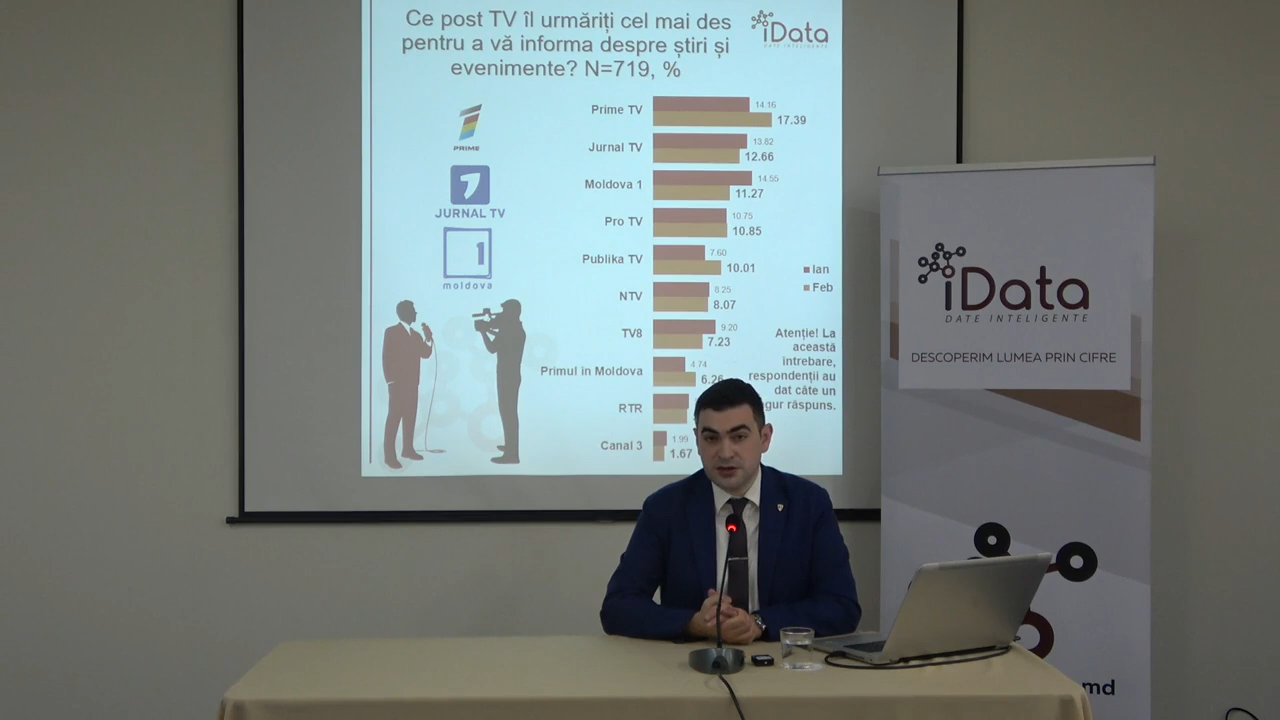 Ce post TV îl urmăriți cel mai des
pentru a vă informa despre știri și
evenimente? N=719, %
iData
DATE INTELIGENTE
PRIME
JURNAL TV
1
moldova
Prime TV
14.16
17.39
Jurnal TV
13.82
12.66
Moldova 1
14.55
11.27
Pro TV
10.75
10.85
Publika TV
7.60
10.01
NTV
8.25
8.07
TV8
9.20
7.23
Primul în Moldova
4.74
RTR
Canal 3
1.99
1.67
Ian
Feb
Atenție! La
această
întrebare,
respondenții au
dat câte un
răspuns.
iData
DATE INTELIGENTE
DESCOPERIM LUMEA PRIN CIFRE
md